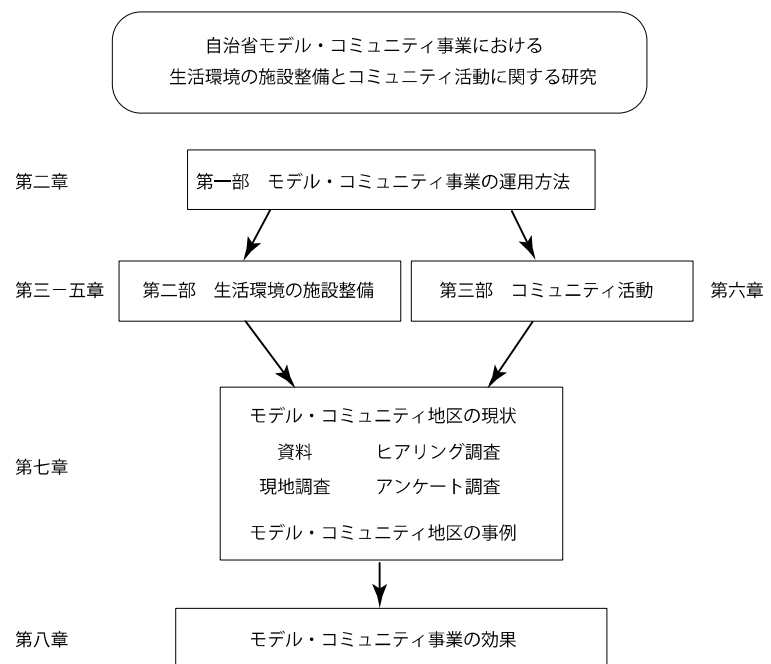 自治省モデル・コミュニティ事業における
生活環境の施設整備とコミュニティ活動に関する研究
第二章
第一部　モデル・コミュニティ事業の運用方法
第三－五章
第二部　生活環境の施設整備
第三部　コミュニティ活動
第六章
第七章
モデル・コミュニティ地区の現状
資料　ヒアリング調査
現地調査　アンケート調査
モデル・コミュニティ地区の事例
第八章
モデル・コミュニティ事業の効果